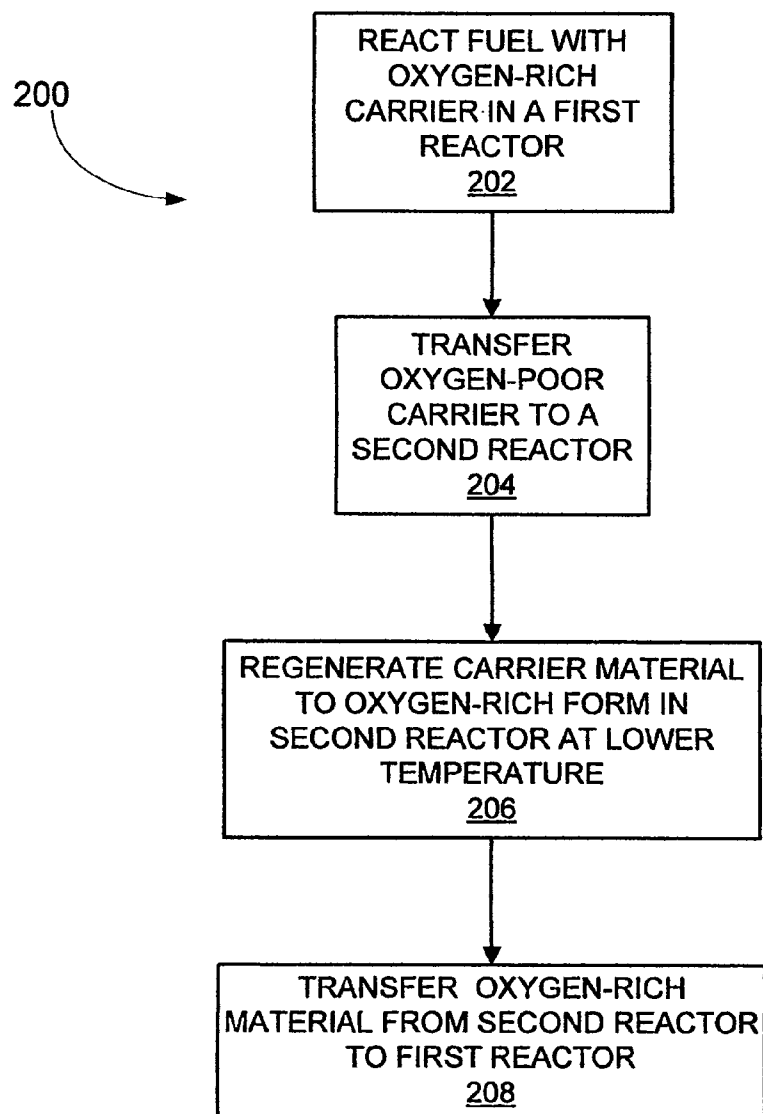 REACT FUEL WITH
OXYGEN-RICH
CARRIER IN A FIRST
REACTOR
202
200
TRANSFER
OXYGEN-POOR
CARRIER TO A
SECOND REACTOR
204
REGENERATE CARRIER MATERIAL
TO OXYGEN-RICH FORM IN
SECOND REACTOR AT LOWER
TEMPERATURE
206
TRANSFER OXYGEN-RICH
MATERIAL FROM SECOND REACTOR
TO FIRST REACTOR
208